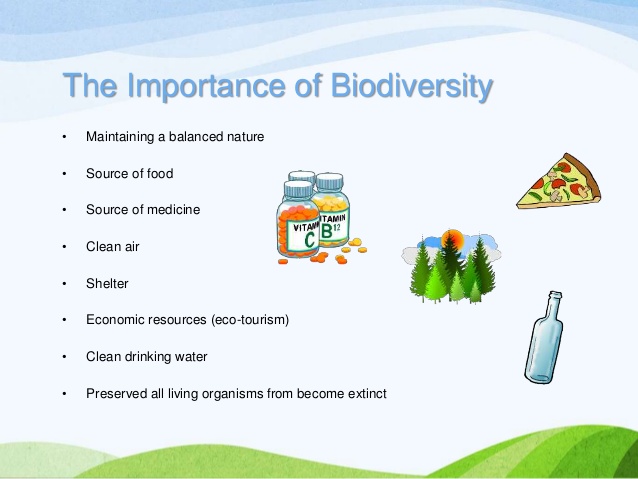 The Importance of Biodiversity
• Maintaining a balanced nature
• Source of food
• Source of medicine
• Clean air
• Shelter
• Economic resources (eco-tourism)
• Clean drinking water
• Preserved all living organisms from become extinct
VITAMIN
C
VITAMIN
B12